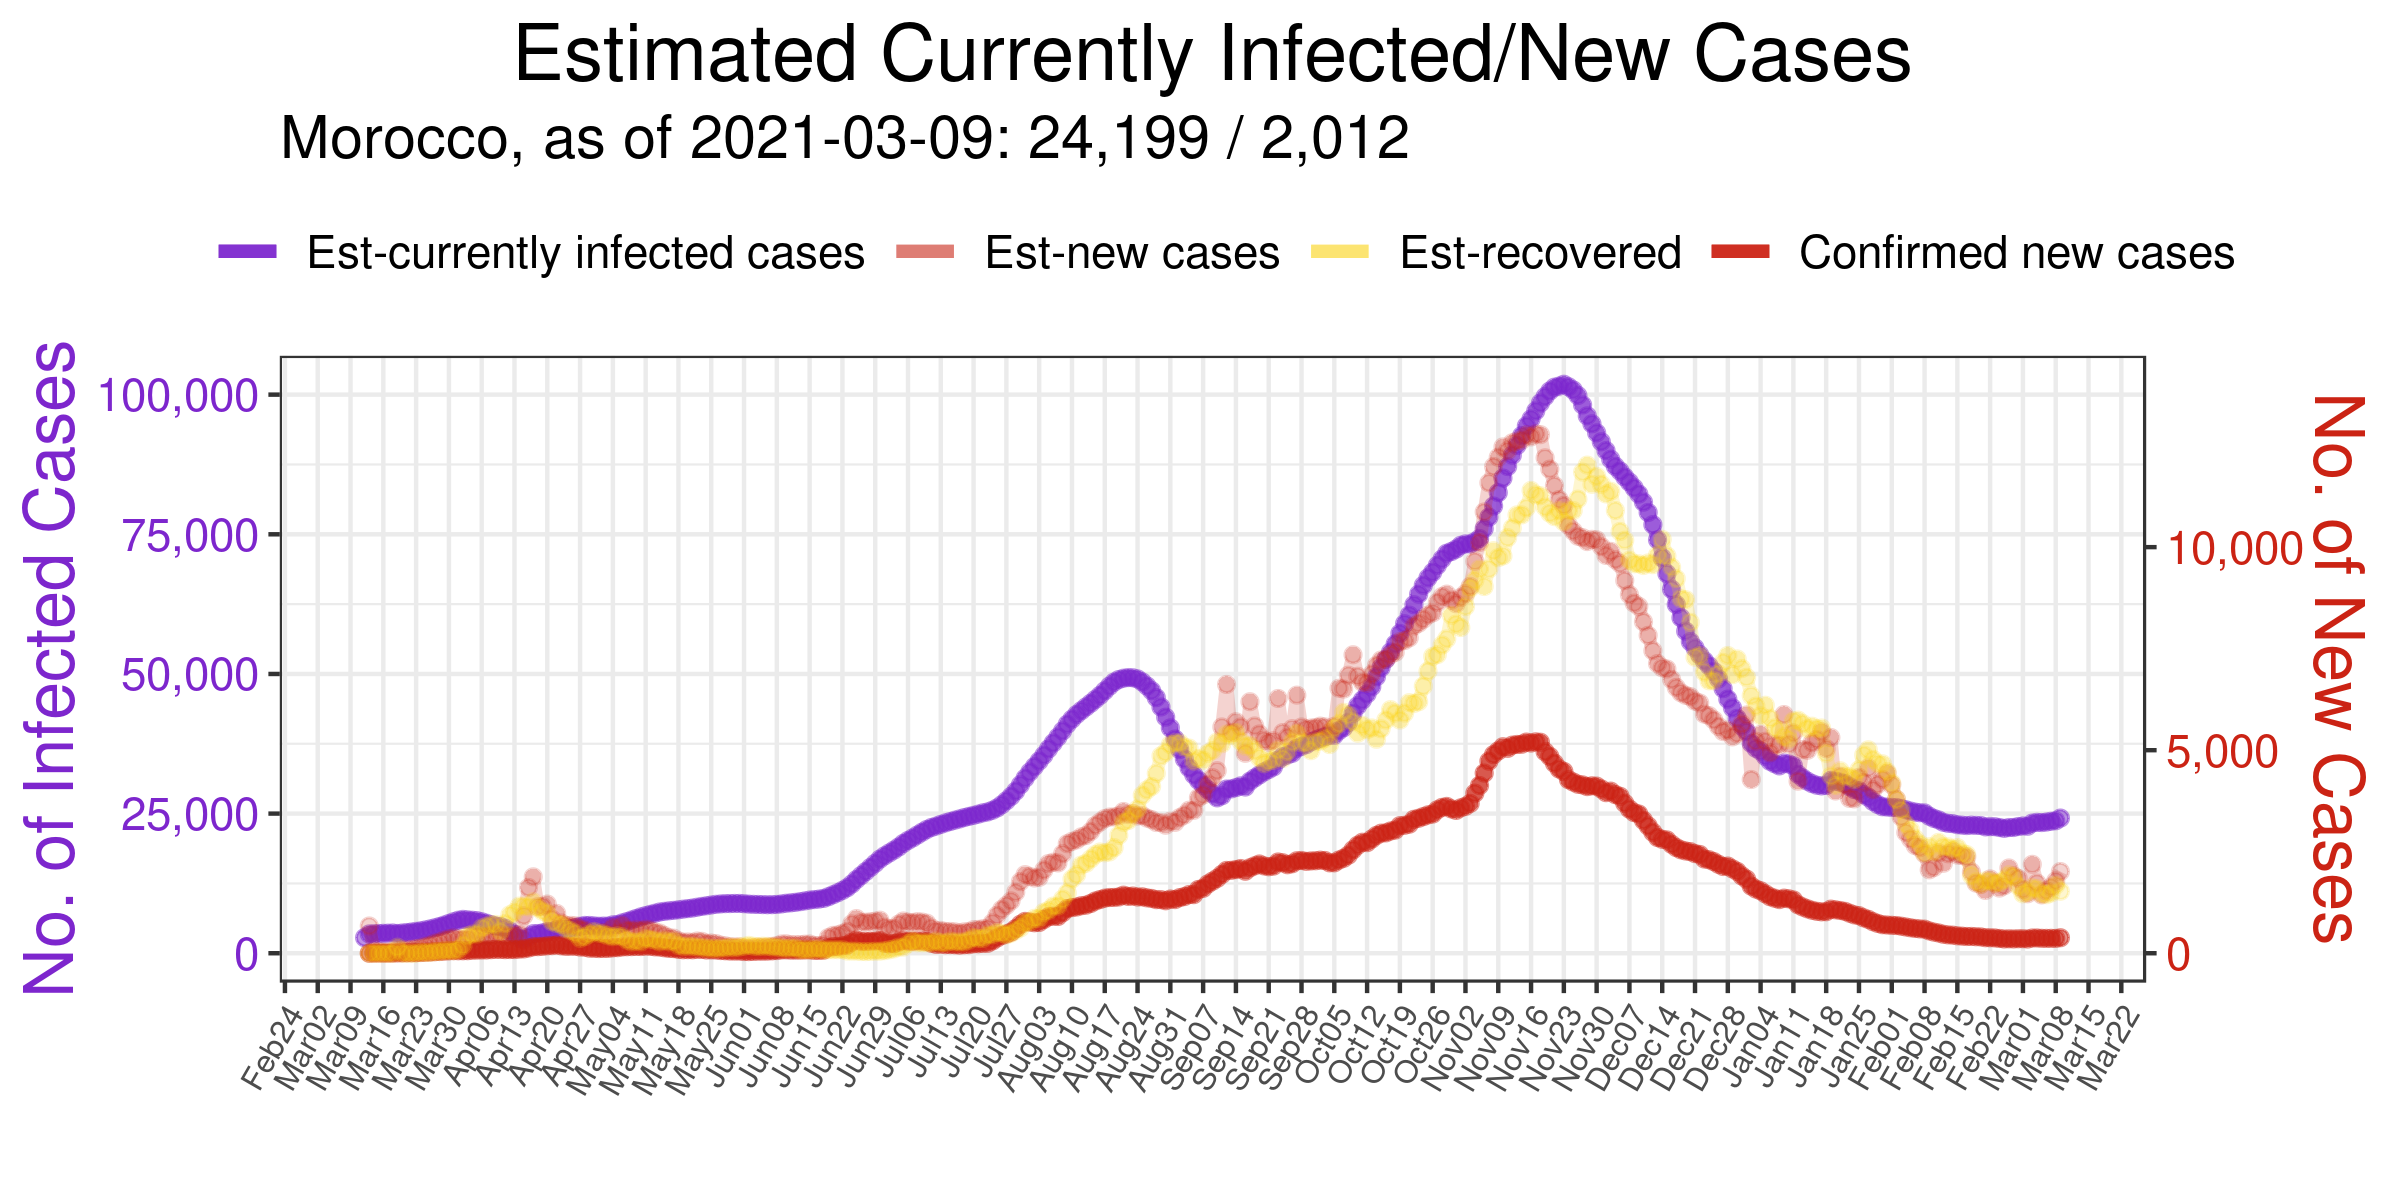 Estimated Currently Infected/New Cases
Morocco, as of 2021-03-09: 24,199 / 2,012
Est-currently infected cases Est-new cases Est-recovered Confirmed new cases
No. of Infected Cases
100,000
75,000
50,000
25,000
0
10,000
5,000
0
No. of New Cases
Feb24 Mar02 Mar09 Mar16 Mar23 Mar30 Apr06 Apr13 Apr20 Apr27 May04 May11 May18 May25 Jun01 Jun08 Jun15 Jun22 Jun29 Jul06 Jul13 Jul20 Jul27 Aug03 Aug10 Aug17 Aug24 Aug31 Sep07 Sep14 Sep21 Sep28 Oct05 Oct12 Oct19 Oct26 Nov02 Nov09 Nov16 Nov23 Nov30 Dec07 Dec14 Dec21 Dec28 Jan04 Jan11 Jan18 Jan25 Feb01 Feb08 Feb15 Feb22 Mar01 Mar08 Mar15 Mar22